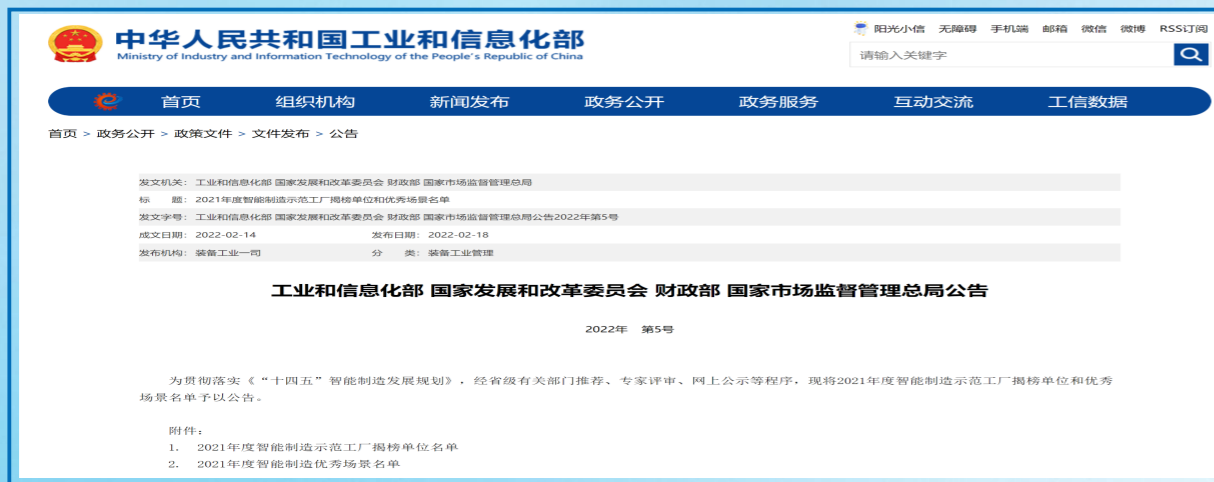 中华人民共和国工业和信息化部
Ministry of Industry and Information Technology of the People's Republic of China
阳光小信 无障碍 手机端 邮箱 微信 微博 RSS订阅
请输入关键字
首页 组织机构 新闻发布 政务公开 政务服务 互动交流 工信数据
首页 > 政务公开 > 政策文件 > 文件发布 > 公告
发文机关: 工业和信息化部 国家发展和改革委员会 财政部 国家市场监督管理总局
标 题: 2021年度智能制造示范工厂揭榜单位和优秀场景名单
发文字号: 工业和信息化部 国家发展和改革委员会 财政部 国家市场监督管理总局公告2022年第5号
成文日期: 2022-02-14 发布日期: 2022-02-18
发布机构: 装备工业一司 分 类: 装备工业管理
工业和信息化部 国家发展和改革委员会 财政部 国家市场监督管理总局公告
2022年 第5号
为贯彻落实《“十四五”智能制造发展规划》，经省级有关部门推荐、专家评审、网上公示等程序，现将2021年度智能制造示范工厂揭榜单位和优秀
场景名单予以公告。
附件：
1. 2021年度智能制造示范工厂揭榜单位名单
2. 2021年度智能制造优秀场景名单